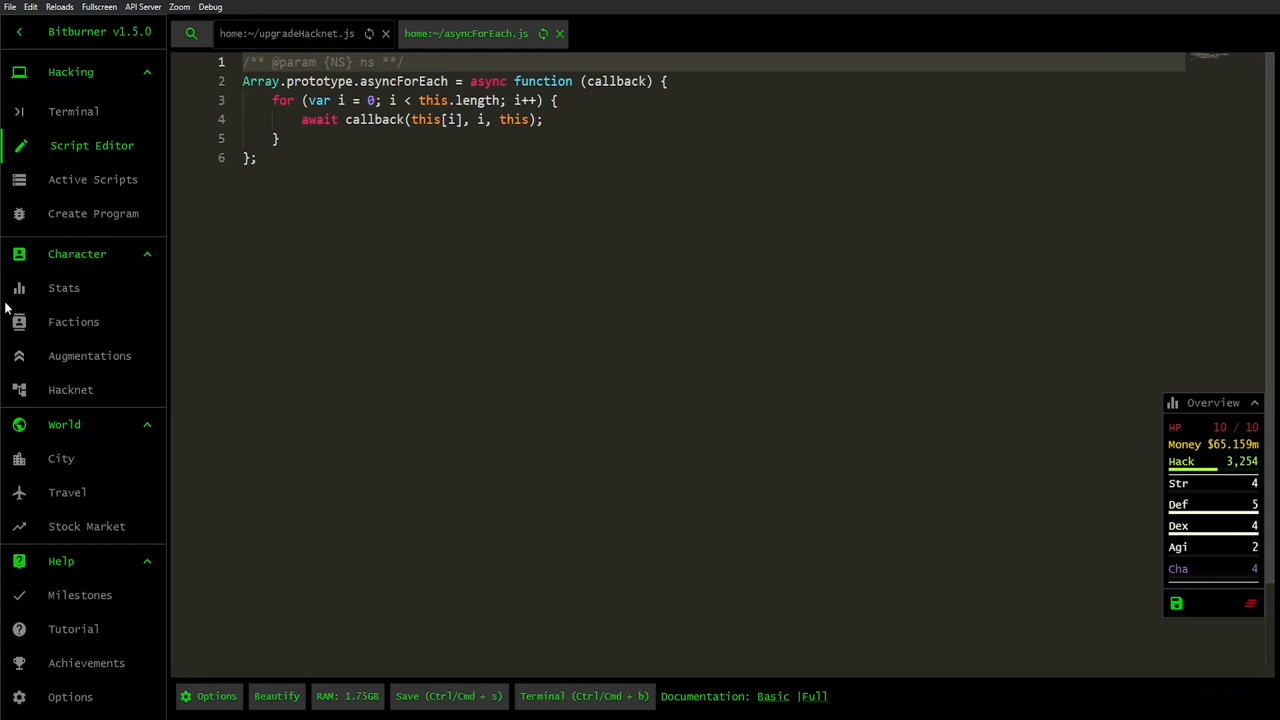 File Edit Reloads Fullscreen API Server Zoom Debug
Bitburner v1.5.0
Hacking
Terminal
Script Editor
Active Scripts
Create Program
Character
Stats
Factions
Augmentations
Hacknet
World
City
Travel
Stock Market
Help
Milestones
Tutorial
Achievements
Options
home:~/upgradeHacknet.js
home:~/asyncForEach.js
1 /** @param {NS} ns **/
2 Array.prototype.asyncForEach = async function (callback) {
3 for (var i = 0; i < this.length; i++) {
4 await callback(this[i], i, this);
5 }
6 };
Overview
HP 10 / 10
Money $65.159m
Hack 3,254
Str 4
Def 5
Dex 4
Agi 2
Cha 4
Options Beautify RAM: 1.75GB Save (Ctrl/Cmd + s) Terminal (Ctrl/Cmd + b) Documentation: Basic |Full